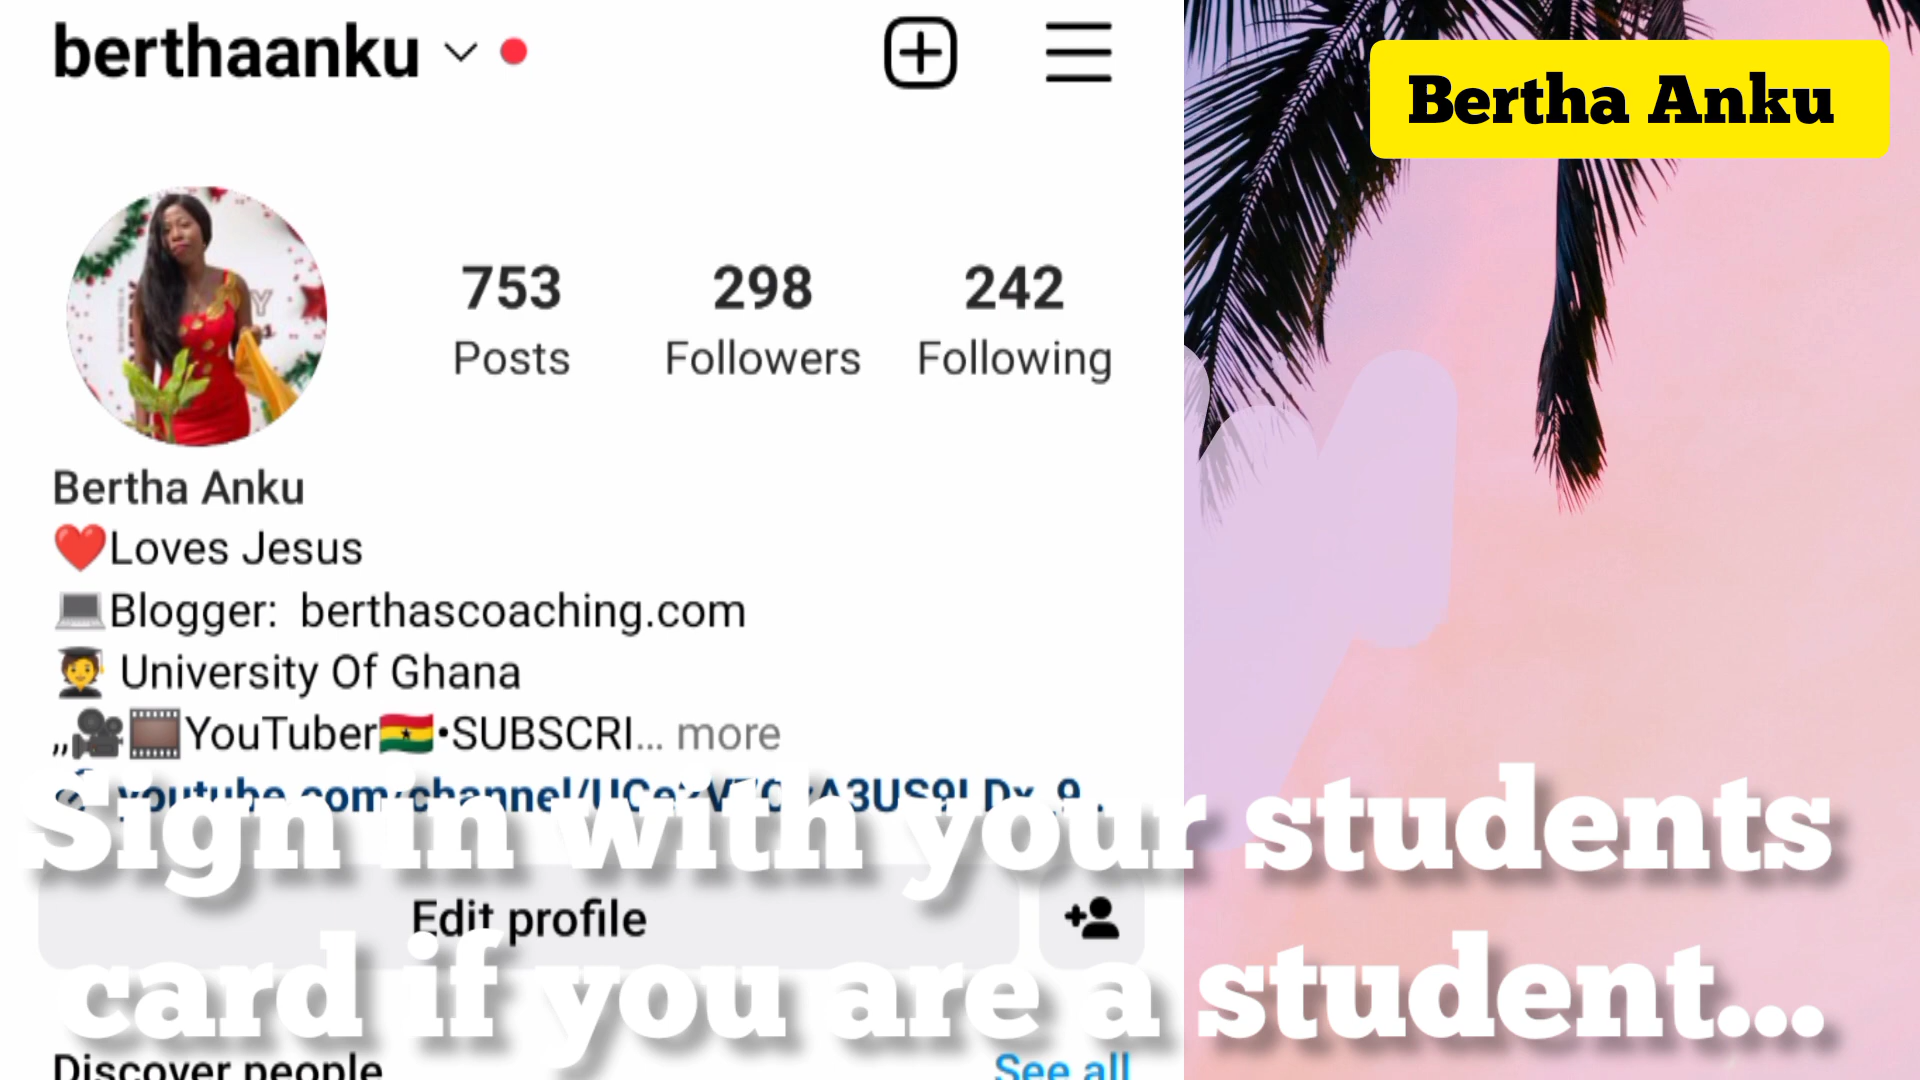 berthaanku
Bertha Anku
753
298
242
Posts
Followers
Following
Bertha Anku
❤️Loves Jesus
💻Blogger: berthascoaching.com
🧑‍🎓 University Of Ghana
„🎥🎞️YouTuber🇬🇭•SUBSCRI... more
Sign in with your students
Edit profile
card if you are a student...
Discover people
See all